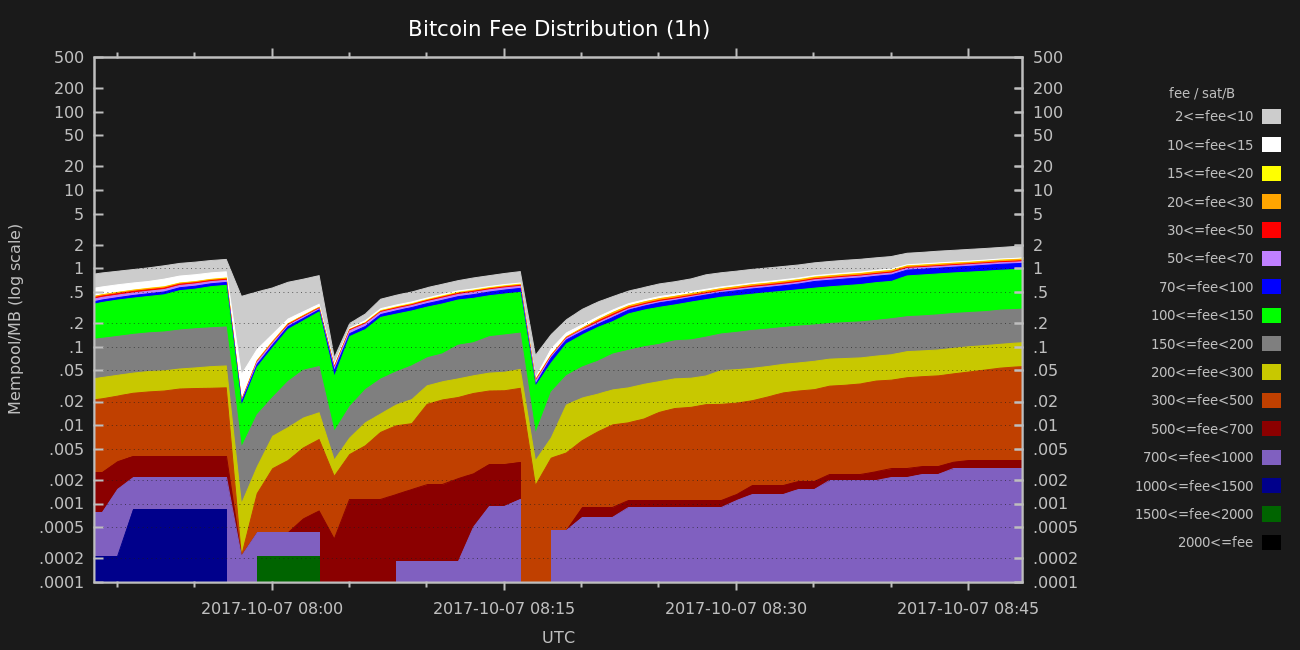 Bitcoin Fee Distribution (1h)
500
200
100
50
20
10
5
2
1
.5
.2
.1
.05
.02
.01
.005
.002
.001
.0005
.0002
.0001
Mempool/MB (log scale)
500
200
100
50
20
10
5
2
1
.5
.2
.1
.05
.02
.01
.005
.002
.001
.0005
.0002
.0001
2017-10-07 08:00
2017-10-07 08:15
2017-10-07 08:30
2017-10-07 08:45
UTC
fee / sat/B
2<=fee<10
10<=fee<15
15<=fee<20
20<=fee<30
30<=fee<50
50<=fee<70
70<=fee<100
100<=fee<150
150<=fee<200
200<=fee<300
300<=fee<500
500<=fee<700
700<=fee<1000
1000<=fee<1500
1500<=fee<2000
2000<=fee